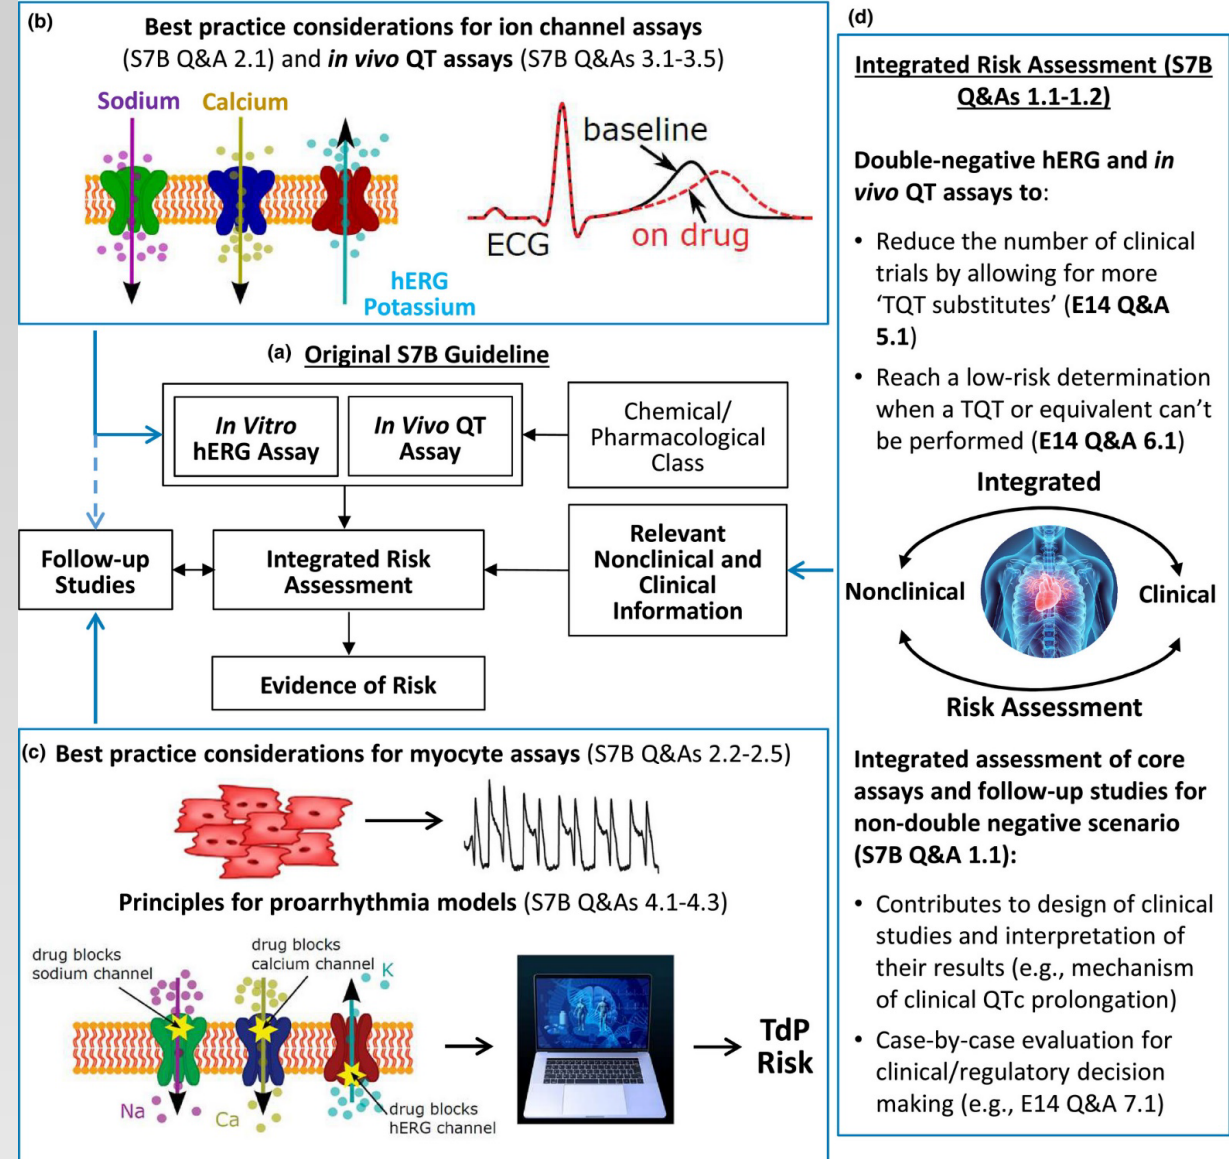 (b)
Best practice considerations for ion channel assays
(S7B Q&A 2.1) and in vivo QT assays (S7B Q&As 3.1-3.5)
Sodium
Calcium
hERG
Potassium
baseline
ECG
on drug
(a) Original S7B Guideline
In Vitro
hERG Assay
In Vivo QT
Assay
Chemical/
Pharmacological
Class
Follow-up
Studies
Integrated Risk
Assessment
Relevant
Nonclinical and
Clinical
Information
Evidence of Risk
(c) Best practice considerations for myocyte assays (S7B Q&As 2.2-2.5)
Principles for proarrhythmia models (S7B Q&As 4.1-4.3)
drug blocks
sodium channel
drug blocks
calcium channel
K
Na
Ca
drug blocks
hERG channel
TdP
Risk
(d)
Integrated Risk Assessment (S7B
Q&As 1.1-1.2)
Double-negative hERG and in
vivo QT assays to:
• Reduce the number of clinical
trials by allowing for more
‘TQT substitutes’ (E14 Q&A
5.1)
• Reach a low-risk determination
when a TQT or equivalent can’t
be performed (E14 Q&A 6.1)
Integrated
Nonclinical
Clinical
Risk Assessment
Integrated assessment of core
assays and follow-up studies for
non-double negative scenario
(S7B Q&A 1.1):
• Contributes to design of clinical
studies and interpretation of
their results (e.g., mechanism
of clinical QTc prolongation)
• Case-by-case evaluation for
clinical/regulatory decision
making (e.g., E14 Q&A 7.1)